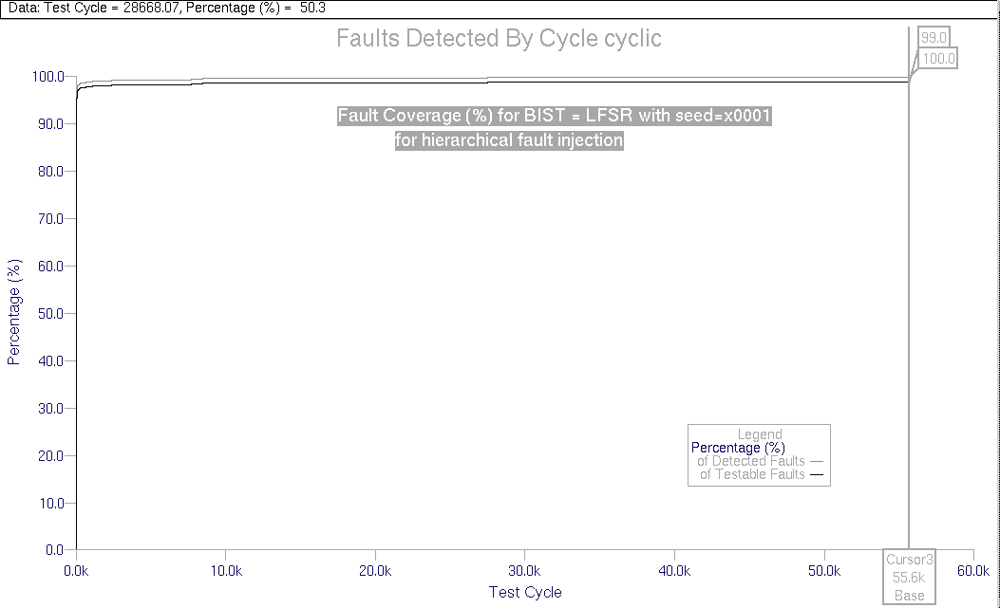 Data: Test Cycle = 28668.07, Percentage (%) = 50.3
Faults Detected By Cycle cyclic
99.0
100.0
100.0
Fault Coverage (%) for BIST = LFSR with seed=x0001
for hierarchical fault injection
90.0
80.0
70.0
60.0
50.0
40.0
30.0
20.0
10.0
0.0
Percentage (%)
Legend
Percentage (%)
of Detected Faults
of Testable Faults
0.0k
10.0k
20.0k
30.0k
40.0k
50.0k
60.0k
Cursor3
55.6k
Base
Test Cycle